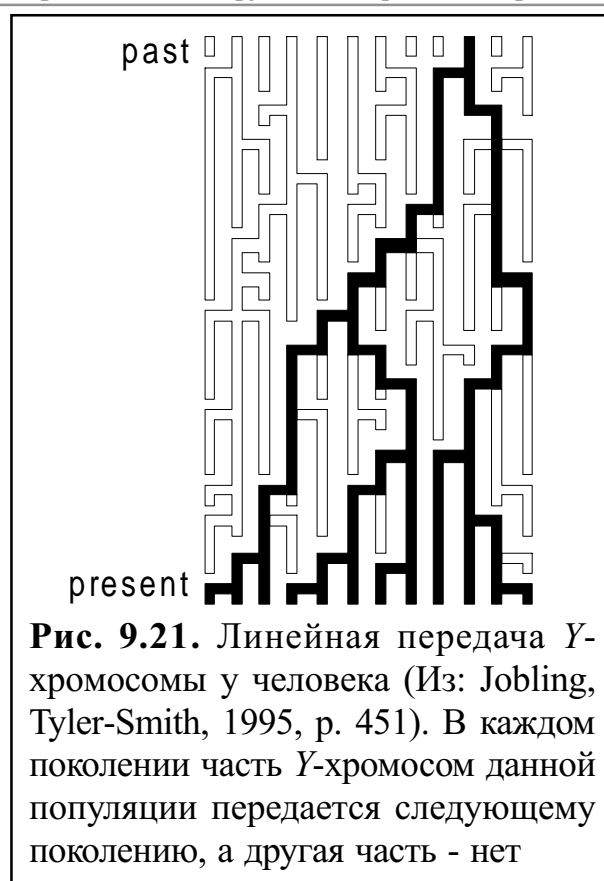 past
present
Рис. 9.21. Линейная передача Y-
хромосомы у человека (Из: Jobling,
Tyler-Smith, 1995, p. 451). В каждом
поколении часть Y-хромосом данной
популяции передается следующему
поколению, а другая часть - нет